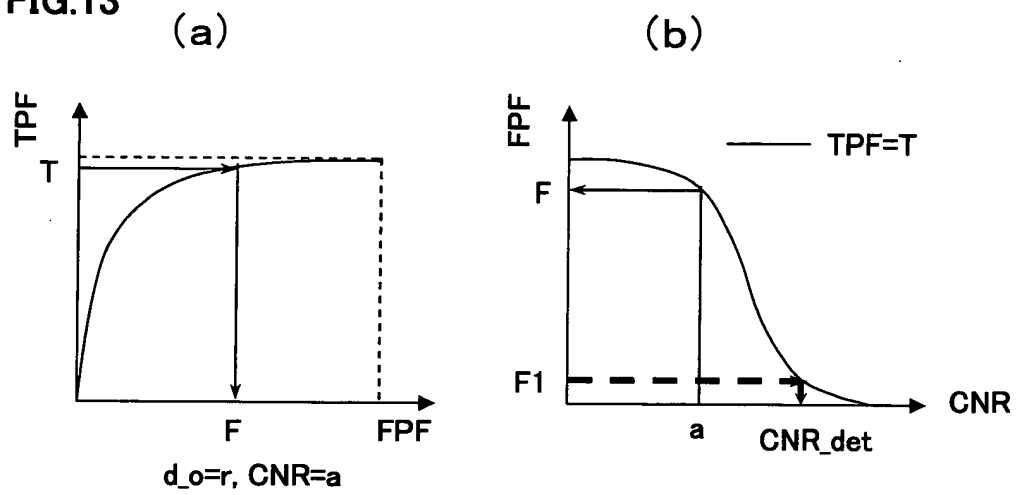 FIG.13
(a)
TPF
T
F
FPF
d_o=r, CNR=a
(b)
FPF
TPF=T
F
F1
a
CNR_det
CNR